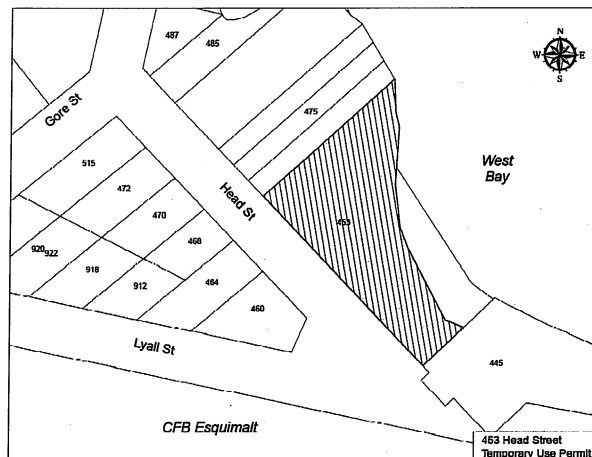 N
W E
S
487
485
475
Gore St
West
Bay
515
472
Head St
470
453
468
920
922
918
464
912
460
Lyall St
445
CFB Esquimalt
453 Head Street
Temporary Use Permit